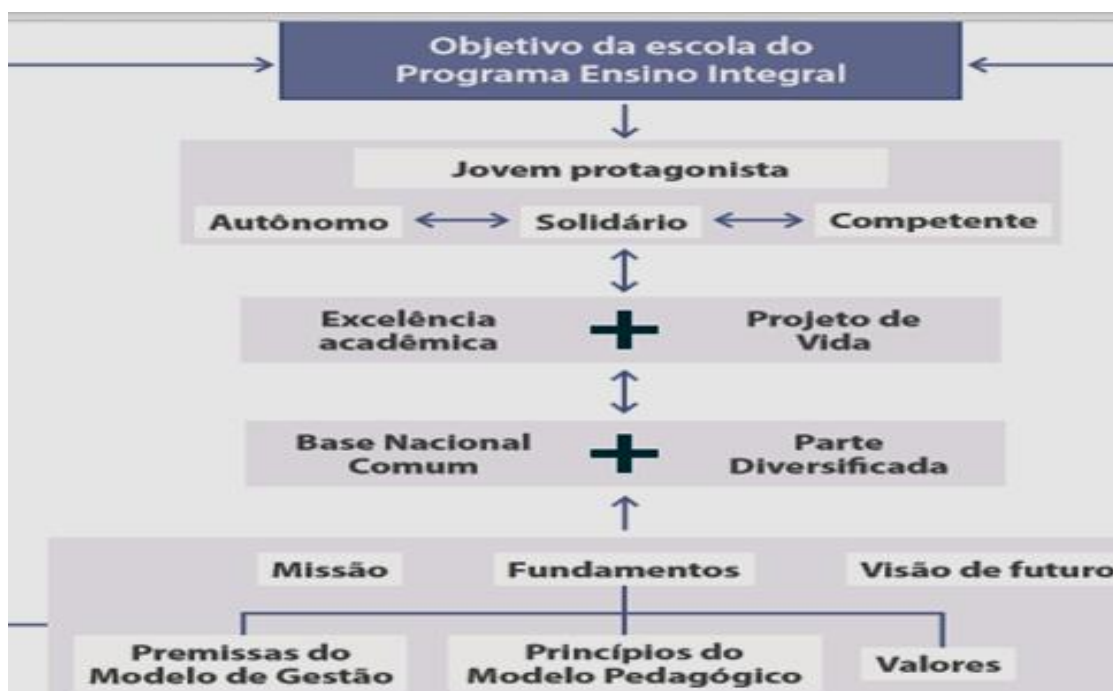 Objetivo da escola do
Programa Ensino Integral
Jovem protagonista
Autônomo
Solidário
Competente
Excelência
acadêmica
Projeto de
Vida
Base Nacional
Comum
Parte
Diversificada
Missão
Fundamentos
Visão de futuro
Premissas do
Modelo de Gestão
Princípios do
Modelo Pedagógico
Valores